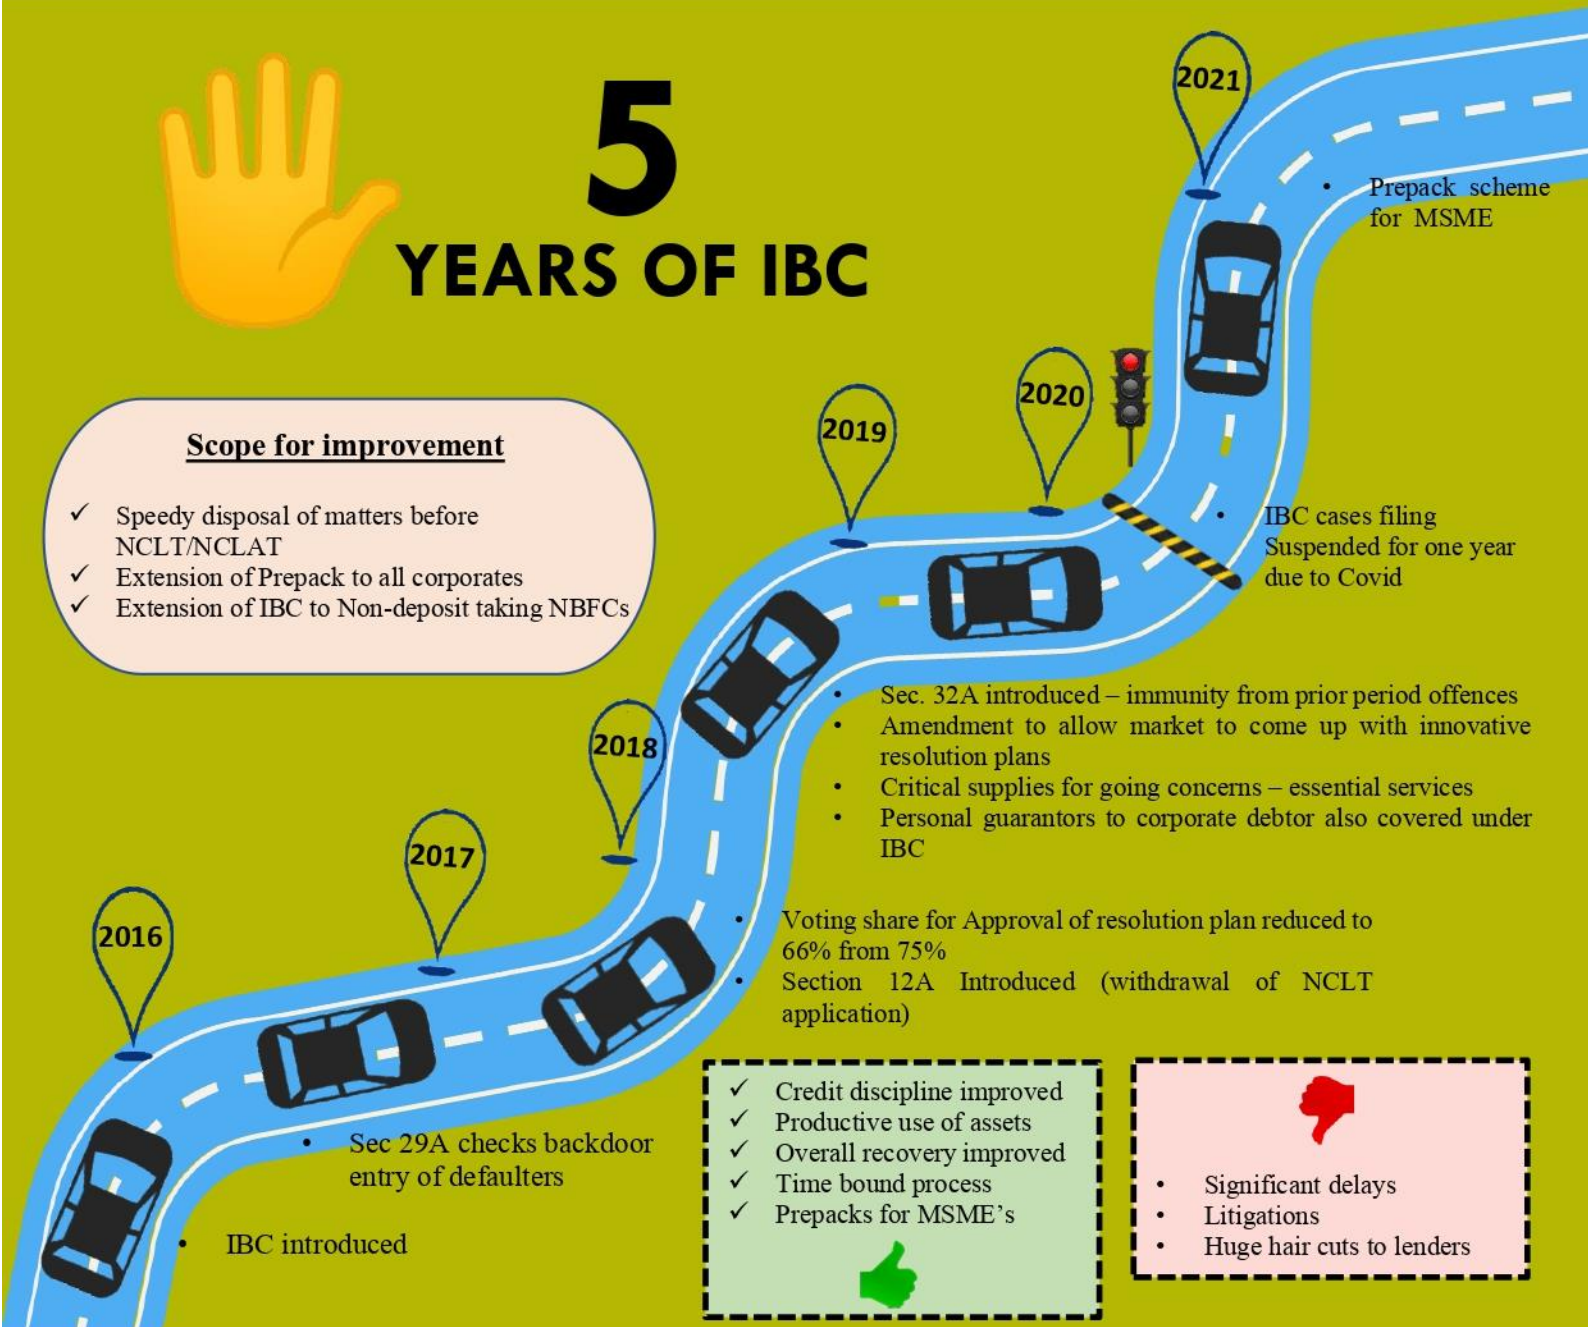 5
YEARS OF IBC
2021
• Prepack scheme
for MSME
2020
2019
Scope for improvement
✓ Speedy disposal of matters before
NCLT/NCLAT
✓ Extension of Prepack to all corporates
✓ Extension of IBC to Non-deposit taking NBFCs
• IBC cases filing
Suspended for one year
due to Covid
• Sec. 32A introduced – immunity from prior period offences
• Amendment to allow market to come up with innovative
resolution plans
• Critical supplies for going concerns – essential services
• Personal guarantors to corporate debtor also covered under
IBC
2018
2017
• Voting share for Approval of resolution plan reduced to
66% from 75%
• Section 12A Introduced (withdrawal of NCLT
application)
2016
• Sec 29A checks backdoor
entry of defaulters
• IBC introduced
✓ Credit discipline improved
✓ Productive use of assets
✓ Overall recovery improved
✓ Time bound process
✓ Prepacks for MSME’s
• Significant delays
• Litigations
• Huge hair cuts to lenders